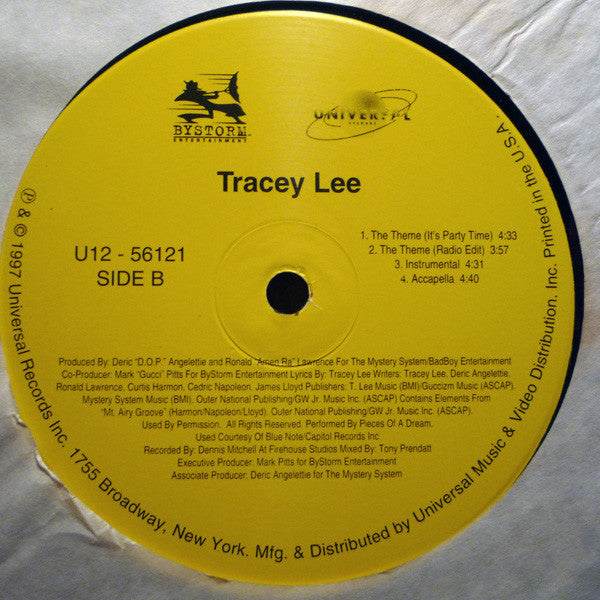 BYSTORM
ENTERTAINMENT
UNIVERSAL
RECORDS
Tracey Lee
U12 - 56121
SIDE B
1. The Theme (It's Party Time) 4:33
2. The Theme (Radio Edit) 3:57
3. Instrumental 4:31
4. Accapella 4:40
Produced By: Deric "D.O.P." Angelettie and Ronald "Amen Ra" Lawrence For The Mystery System/BadBoy Entertainment
Co-Producer: Mark "Gucci" Pitts For ByStorm Entertainment Lyrics By: Tracey Lee Writers: Tracey Lee, Deric Angelettie,
Ronald Lawrence, Curtis Harmon, Cedric Napoleon, James Lloyd Publishers: T. Lee Music (BMI)/Guccizm Music (ASCAP).
Mystery System Music (BMI). Outer National Publishing/GW Jr. Music Inc. (ASCAP) Contains Elements From
"Mt. Airy Groove" (Harmon/Napoleon/Lloyd). Outer National Publishing/GW Jr. Music Inc. (ASCAP).
Used By Permission. All Rights Reserved. Performed By Pieces Of A Dream.
Used Courtesy Of Blue Note/Capitol Records Inc
Recorded By: Dennis Mitchell At Firehouse Studios Mixed By: Tony Prendatt
Executive Producer: Mark Pitts for ByStorm Entertainment
Associate Producer: Deric Angelettie for The Mystery System
℗ & © 1997 Universal Records Inc. 1755 Broadway, New York. Mfg. & Distributed by Universal Music & Video Distribution. Inc. Printed in the U.S.A.